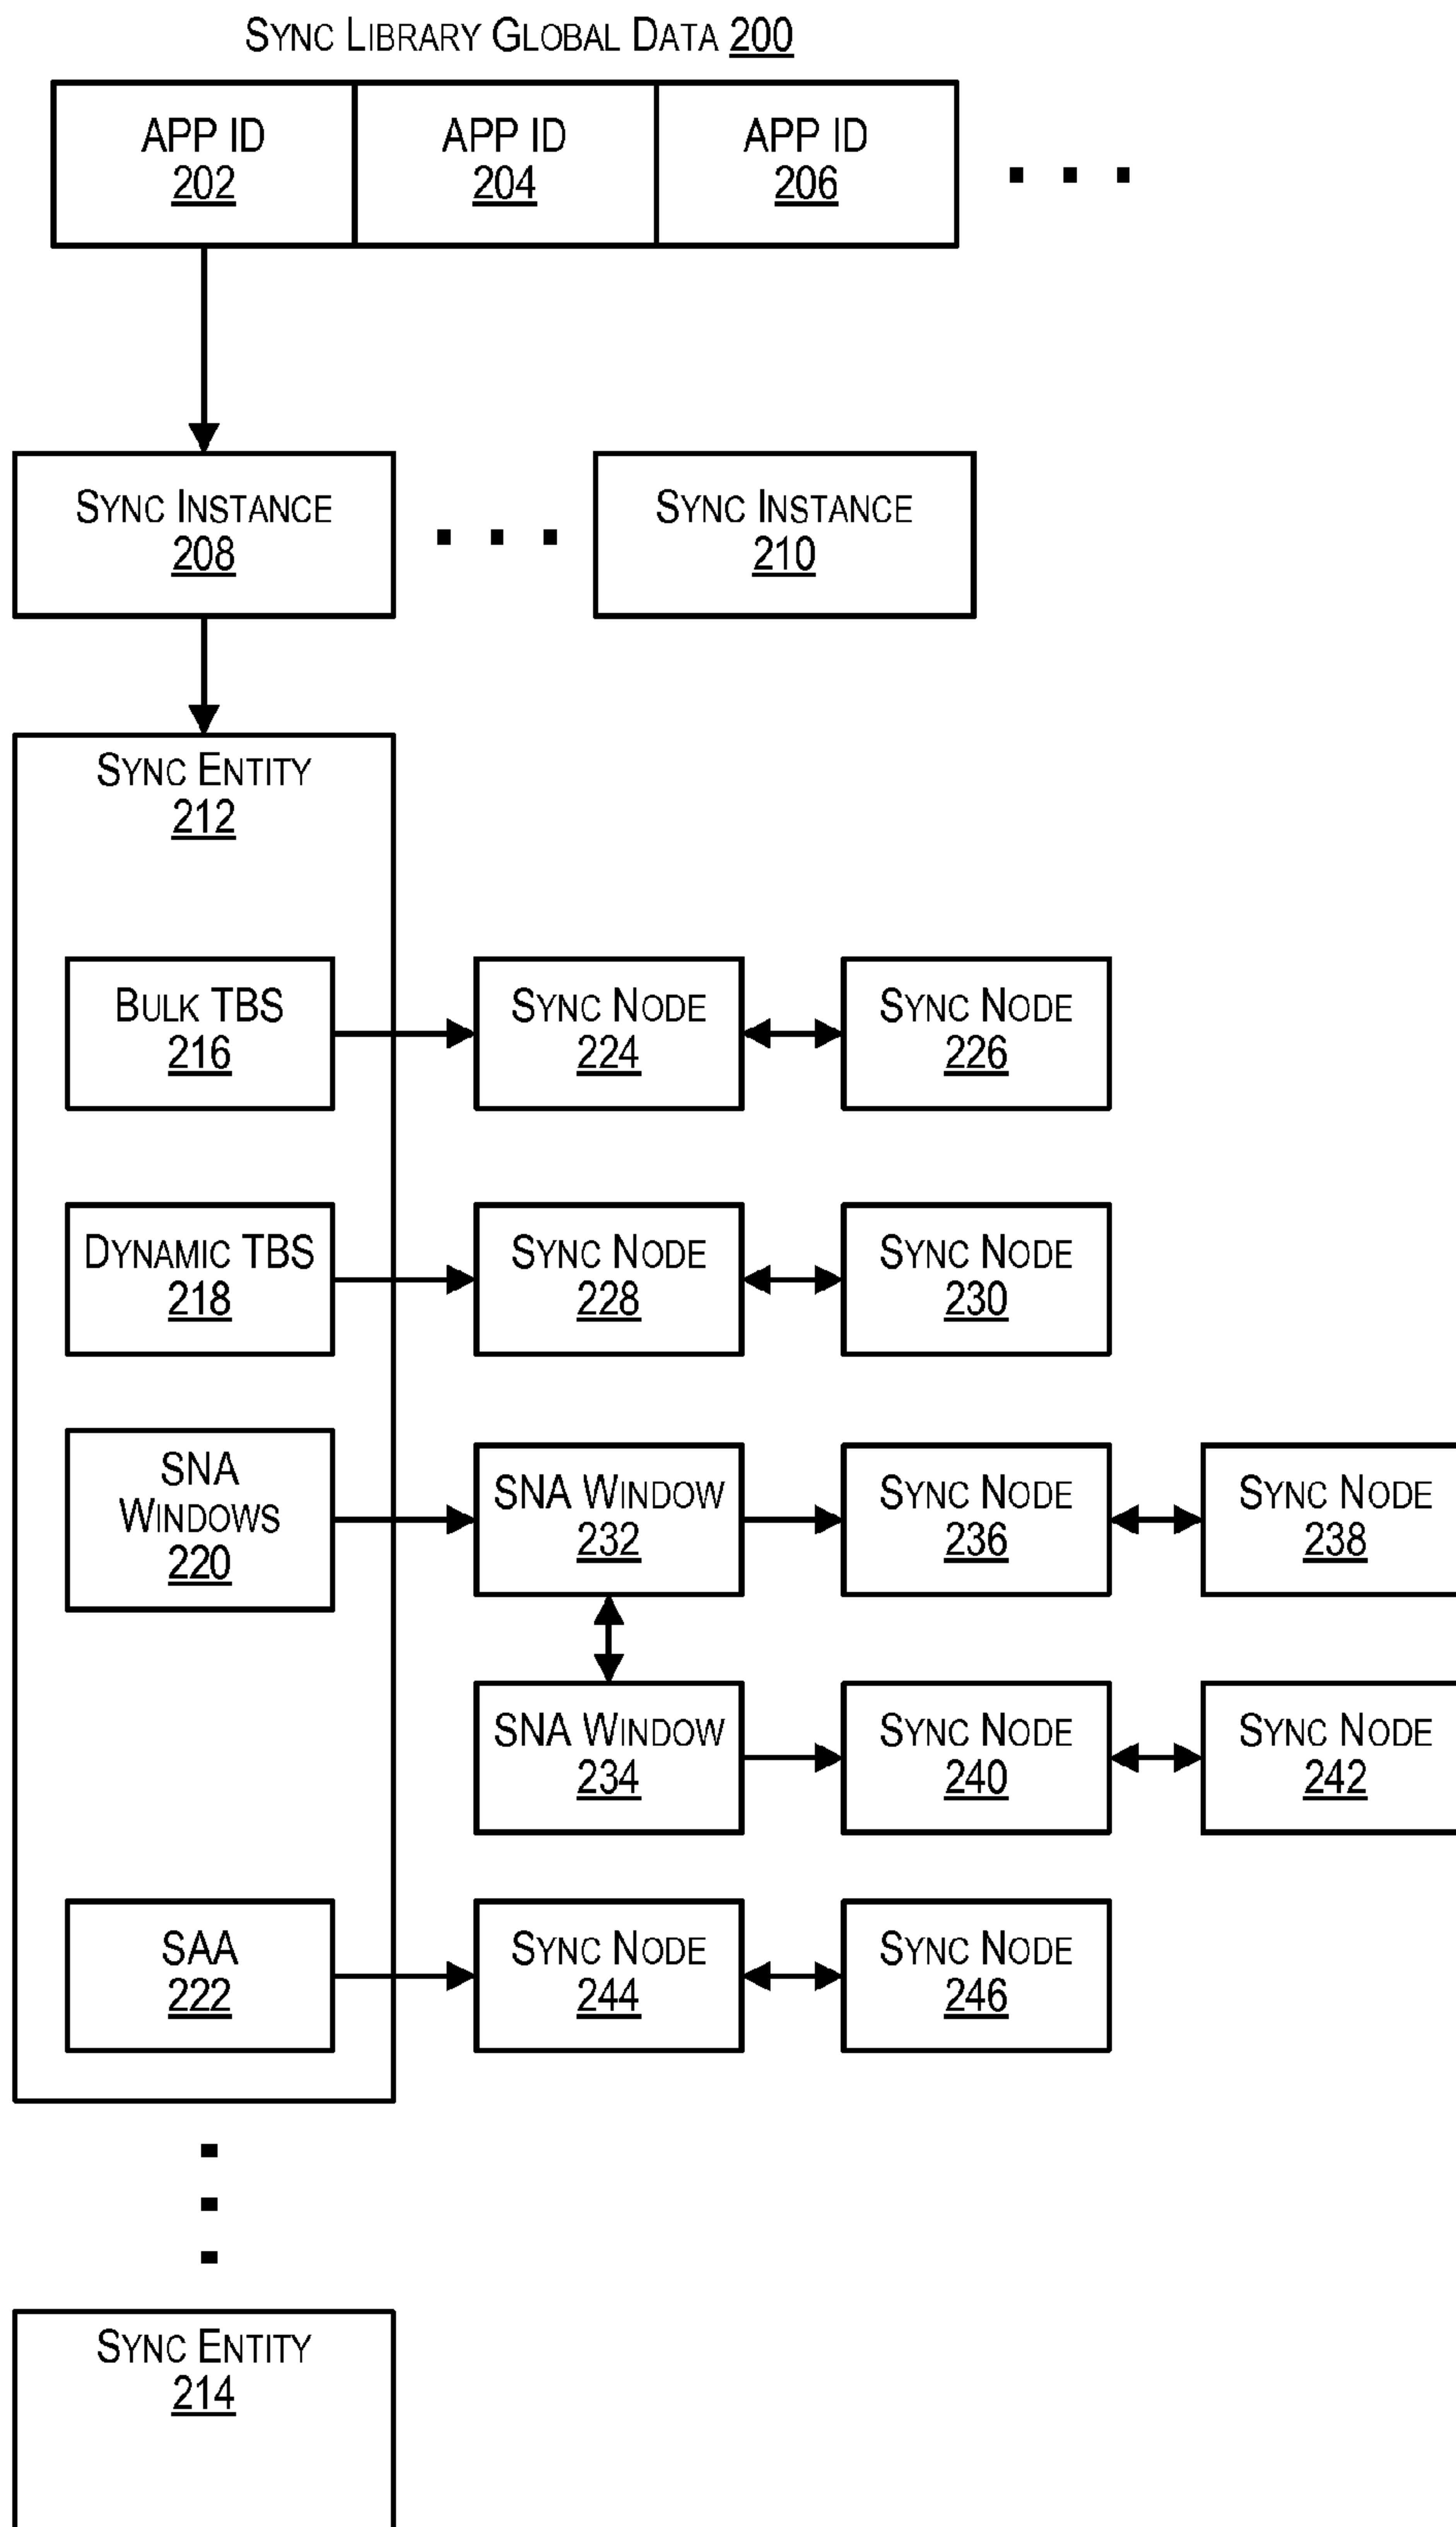 SYNC LIBRARY GLOBAL DATA 200
APP ID
202
APP ID
204
APP ID
206
SYNC INSTANCE
208
SYNC INSTANCE
210
SYNC ENTITY
212
BULK TBS
216
SYNC NODE
224
SYNC NODE
226
DYNAMIC TBS
218
SYNC NODE
228
SYNC NODE
230
SNA
WINDOWS
220
SNA WINDOW
232
SYNC NODE
236
SYNC NODE
238
SNA WINDOW
234
SYNC NODE
240
SYNC NODE
242
SAA
222
SYNC NODE
244
SYNC NODE
246
SYNC ENTITY
214